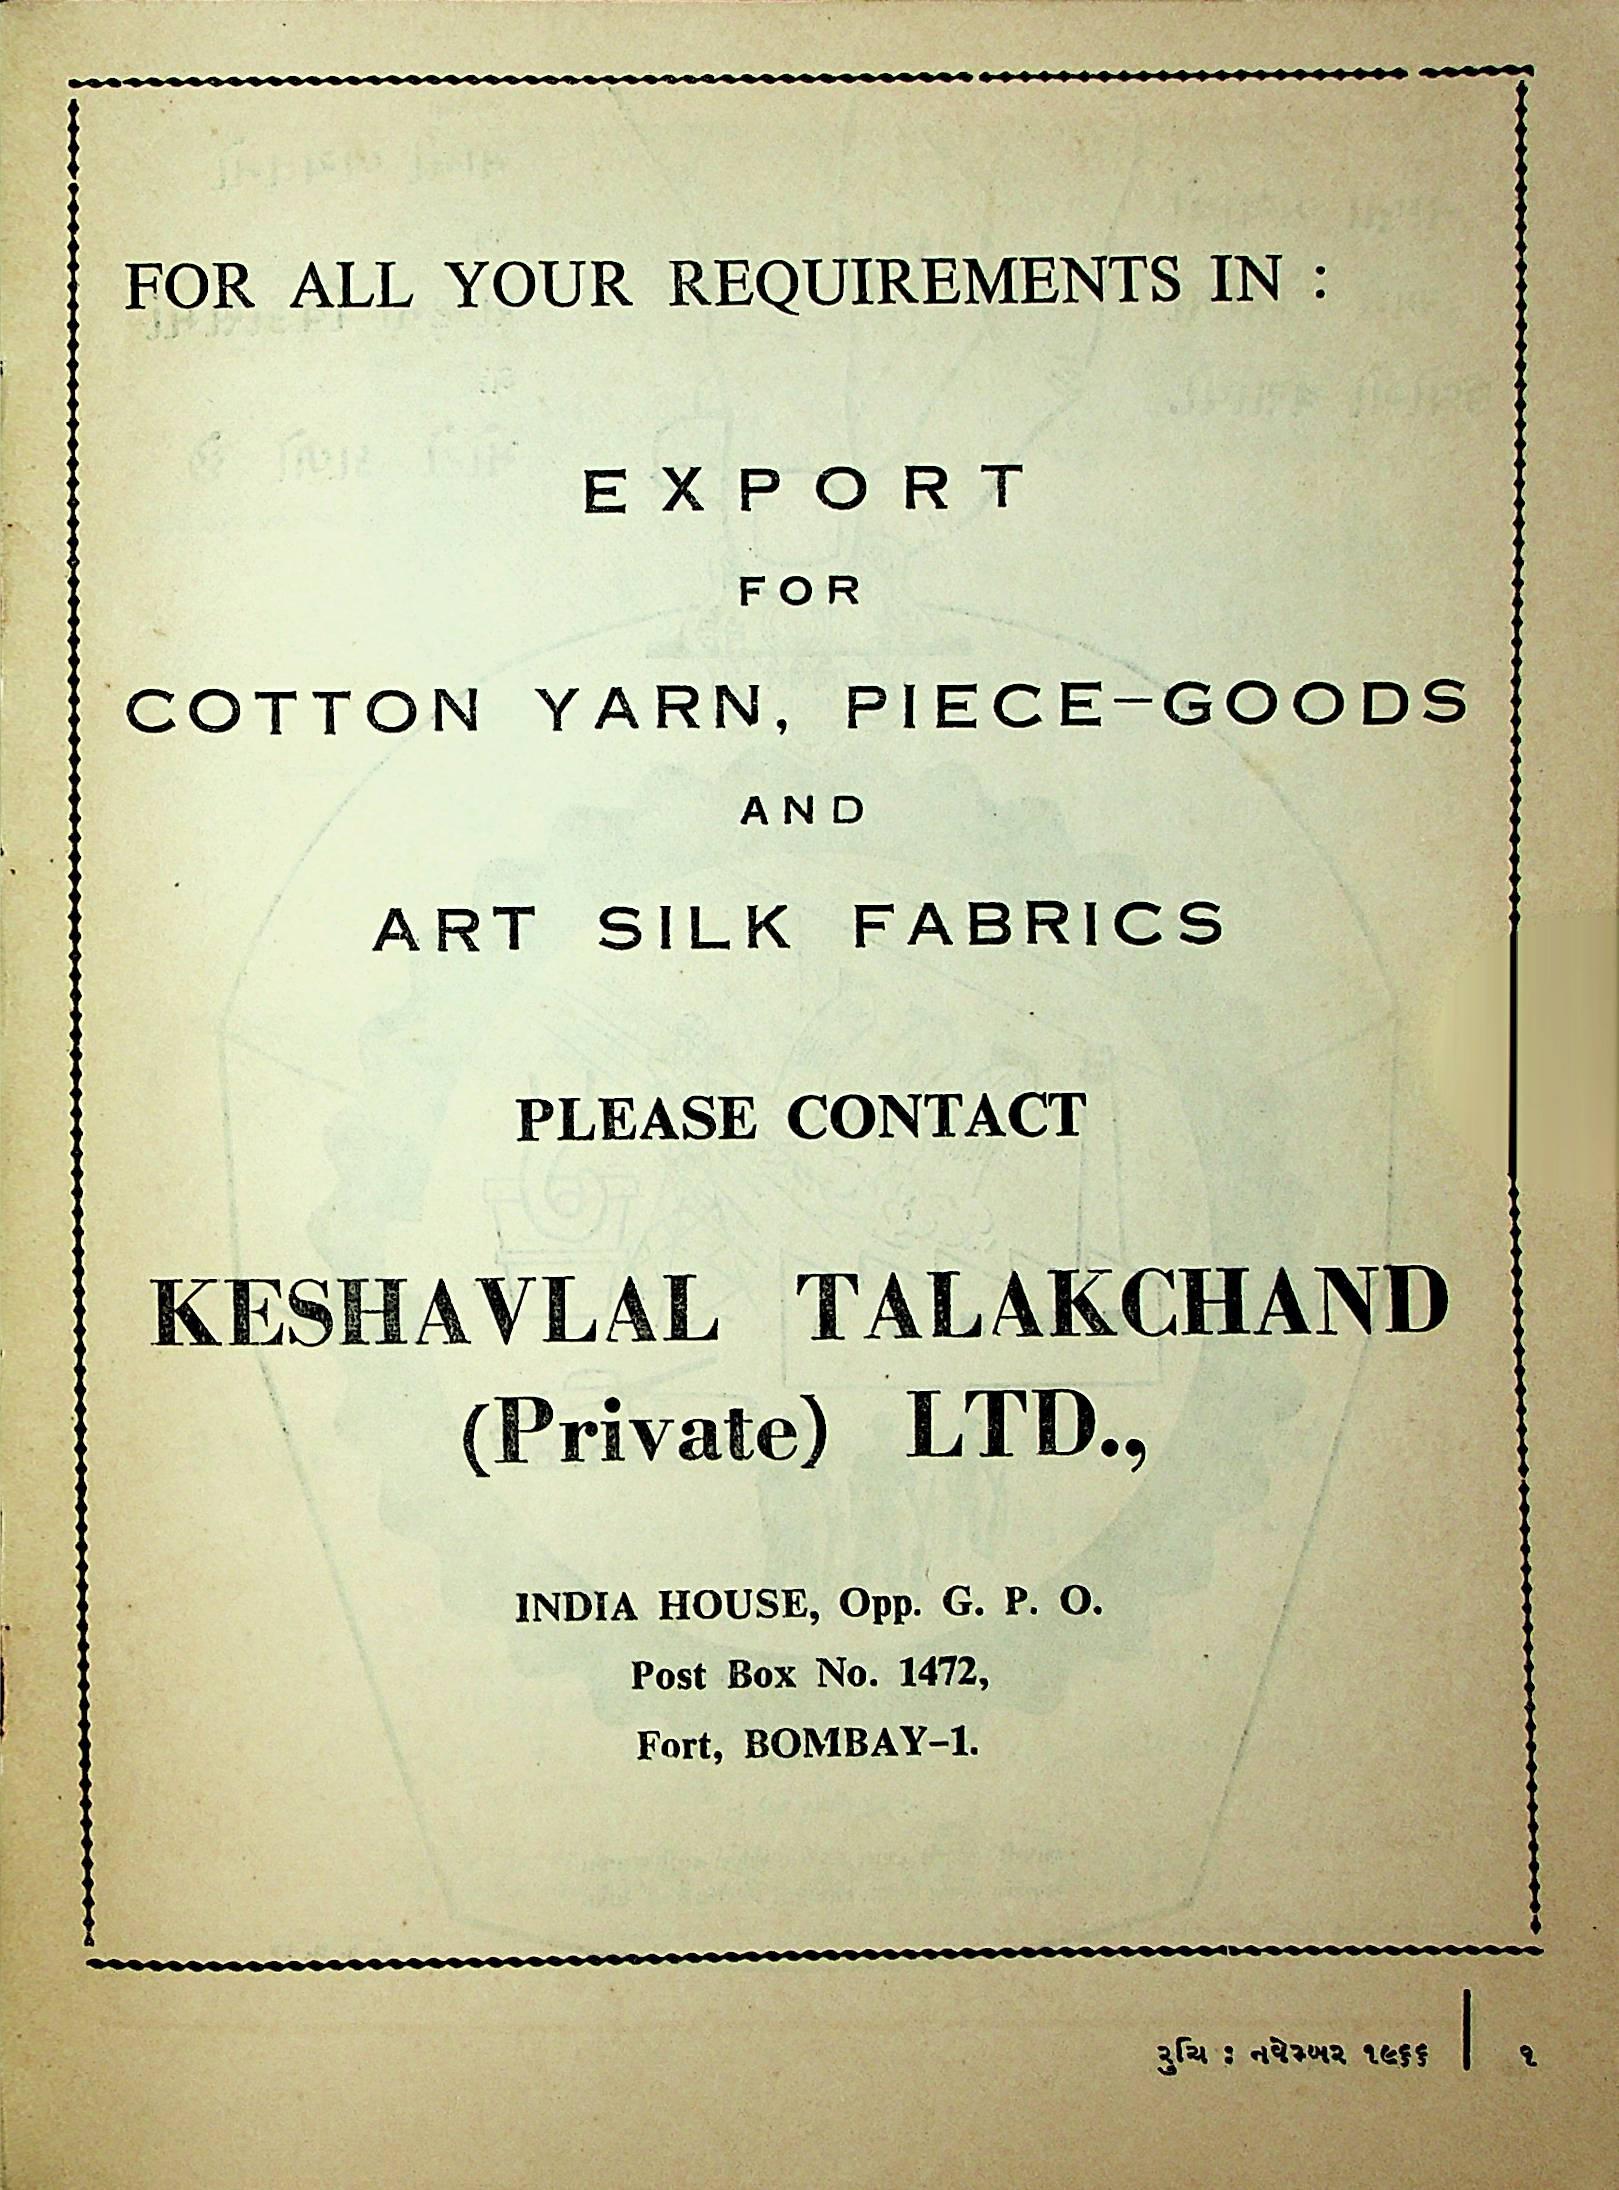 FOR ALL YOUR REQUIREMENTS IN :
EXPORT
FOR
COTTON YARN, PIECE-GOODS
AND
ART SILK FABRICS
PLEASE CONTACT
KESHAVLAL TALAKCHAND
(Private) LTD.,
INDIA HOUSE, Opp. G. P. O.
Post Box No. 1472,
Fort, BOMBAY-1.
રુચિ : નવેમ્બર ૧૯૬૬ | ૧